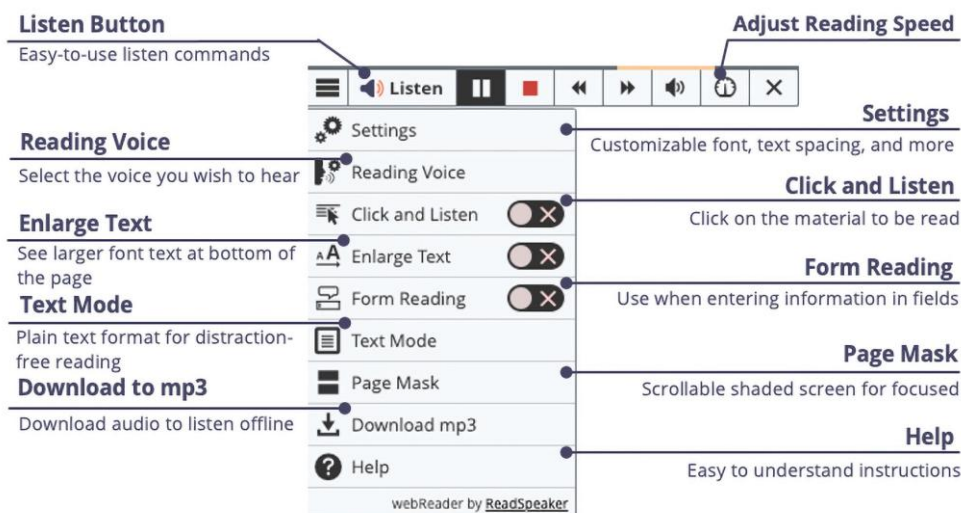 Listen Button
Easy-to-use listen commands
Adjust Reading Speed
Listen
Settings
Reading Voice
Click and Listen
Enlarge Text
Form Reading
Text Mode
Page Mask
Download mp3
Help
webReader by ReadSpeaker
Reading Voice
Select the voice you wish to hear
Enlarge Text
See larger font text at bottom of
the page
Text Mode
Plain text format for distraction-
free reading
Download to mp3
Download audio to listen offline
Settings
Customizable font, text spacing, and more
Click and Listen
Click on the material to be read
Form Reading
Use when entering information in fields
Page Mask
Scrollable shaded screen for focused
Help
Easy to understand instructions